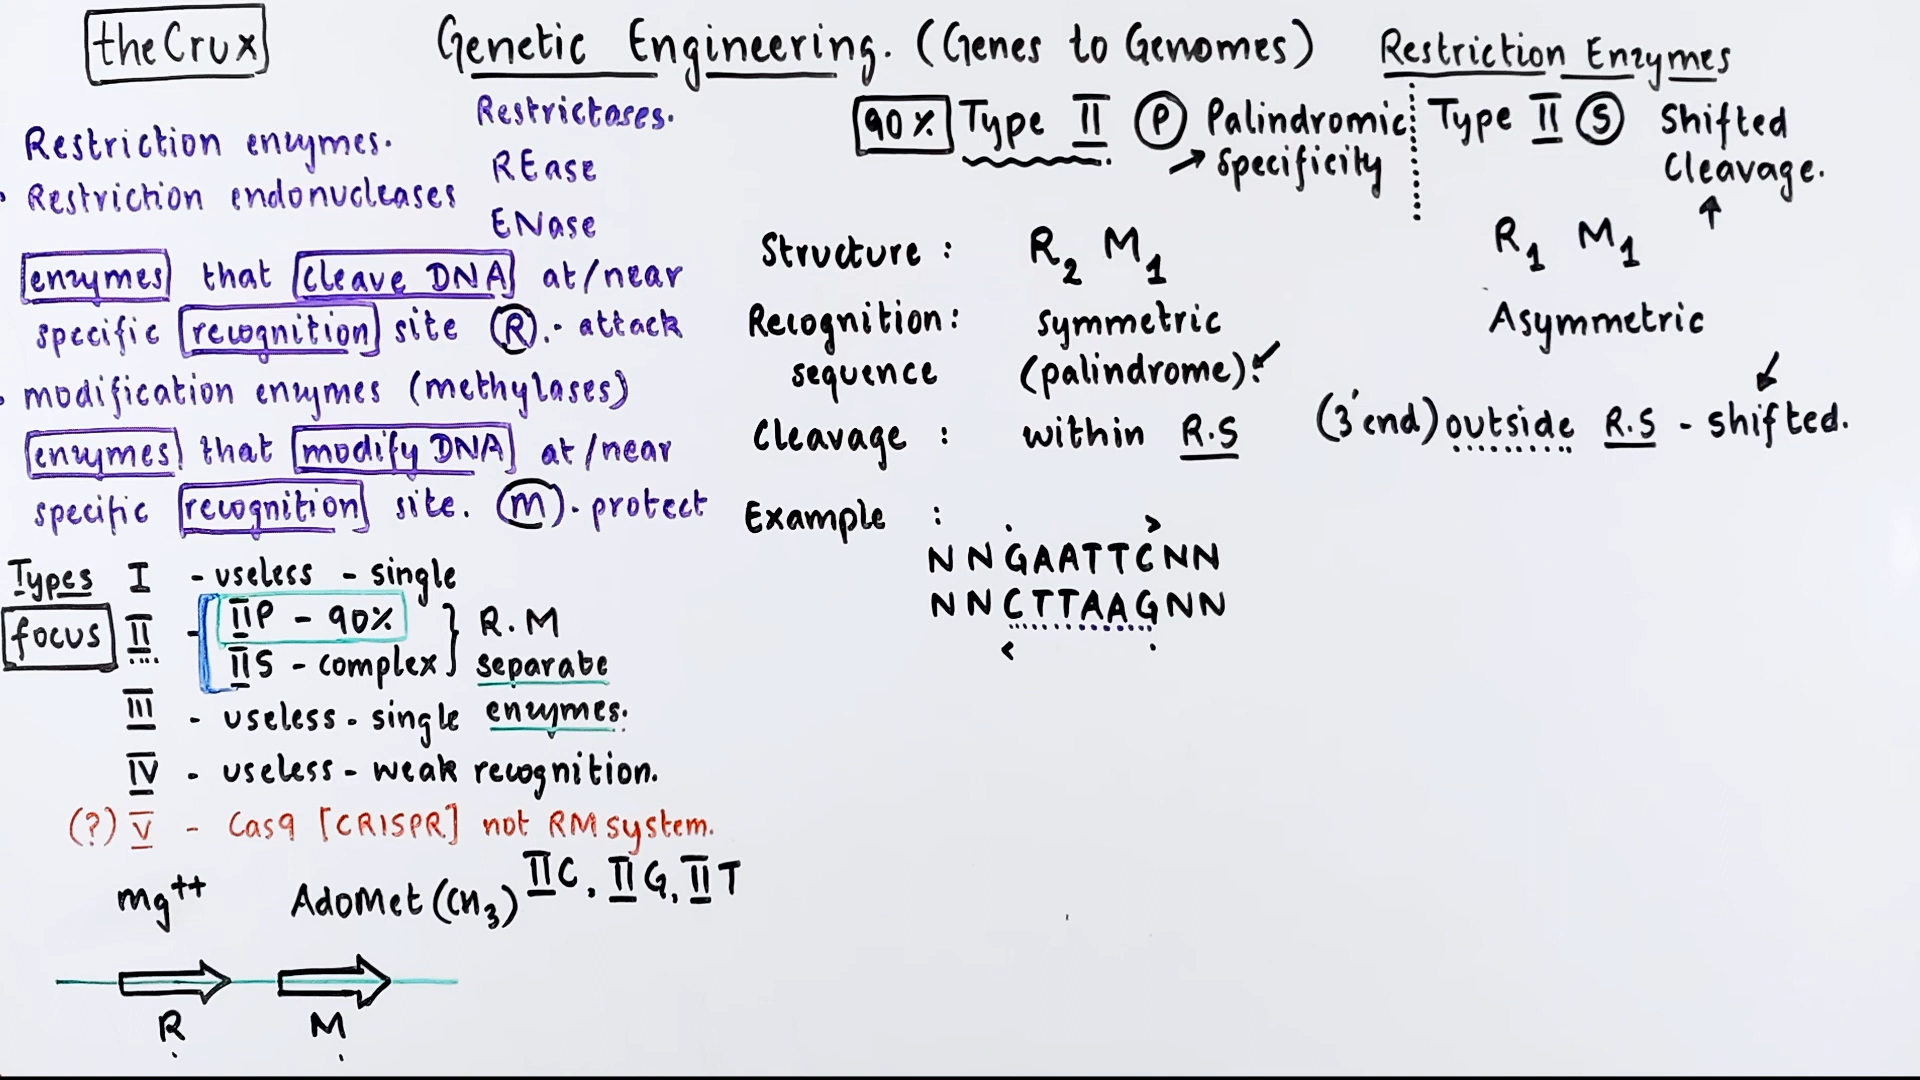 theCrux
Genetic Engineering. (Genes to Genomes)
Restriction Enzymes
Restriction enzymes.
Restriction endonucleases
Restrictases.
REase
ENase
enzymes that cleave DNA at/near
specific recognition site (R). - attack
modification enzymes (methylases)
enzymes that modify DNA at/near
specific recognition site. (m). protect
Types I - useless - single
focus II - IIP - 90% } R.M
IIS - complex separate
III - useless - single enzymes.
IV - useless - weak recognition.
(?) V - Cas9 [CRISPR] not RM system.
mg++ AdoMet (CH3) IIC, IIG, IIT
R M
90% Type II (P) Palindromic
→ specificity
Type II (S) Shifted
Cleavage.
Structure : R2 M1 R1 M1
Recognition: symmetric Asymmetric
sequence (palindrome).
Cleavage : within R.S (3'end) outside R.S - shifted.
Example :
NNGAATTCNN
NNCTTAAGNN